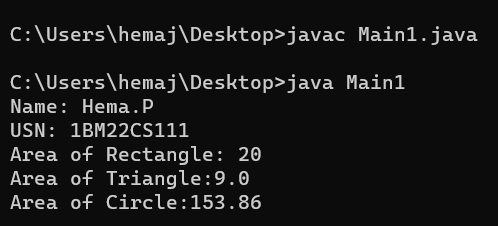 C:\Users\hemaj\Desktop>javac Main1.java
C:\Users\hemaj\Desktop>java Main1
Name: Hema.P
USN: 1BM22CS111
Area of Rectangle: 20
Area of Triangle:9.0
Area of Circle:153.86